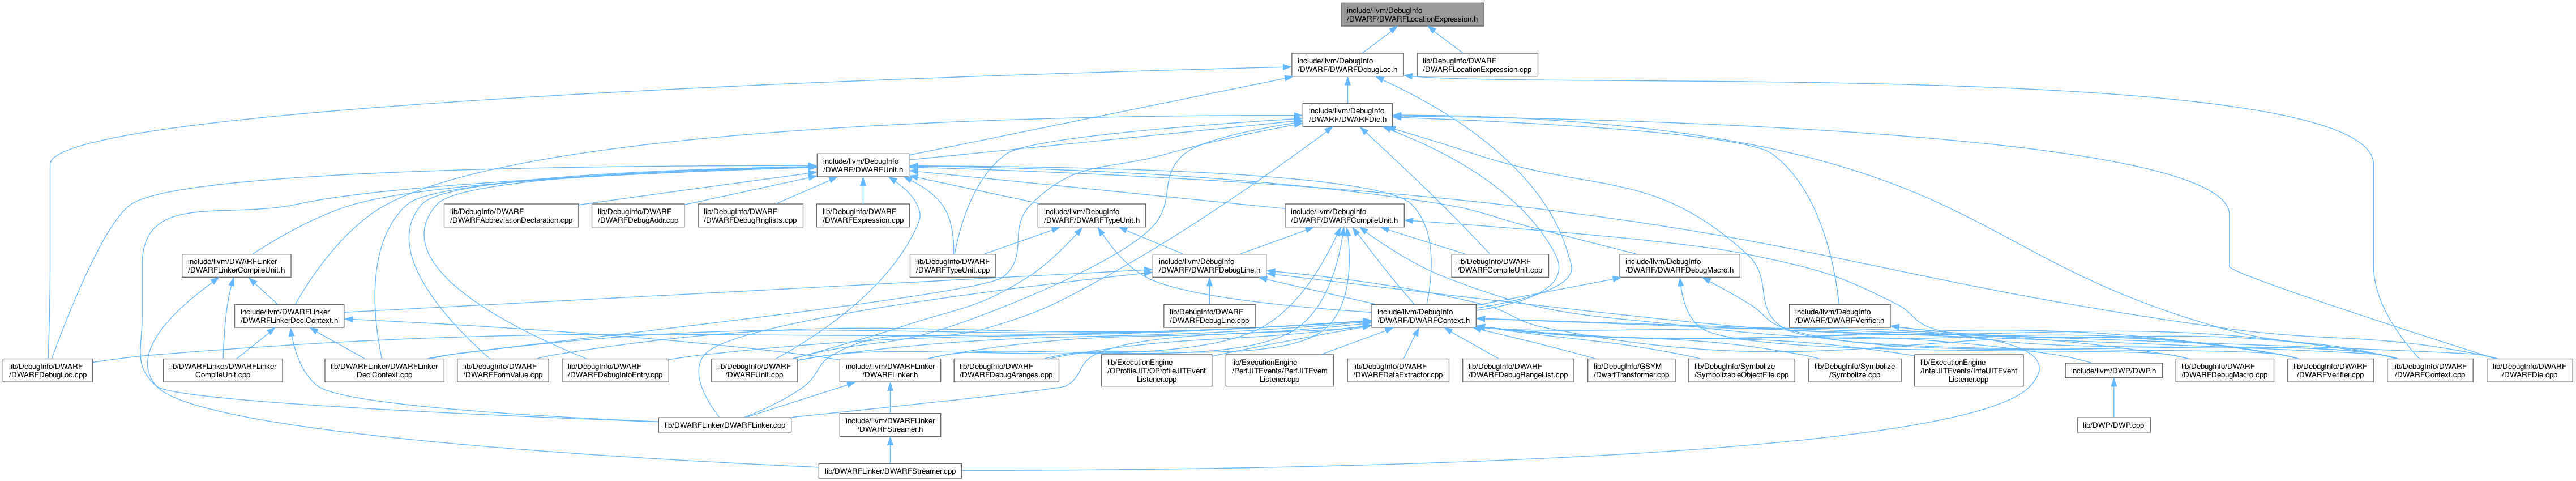 include/llvm/DebugInfo
/DWARF/DWARFLocationExpression.h
include/llvm/DebugInfo
/DWARF/DWARFDebugLoc.h
lib/DebugInfo/DWARF
/DWARFLocationExpression.cpp
include/llvm/DebugInfo
/DWARF/DWARFDie.h
include/llvm/DebugInfo
/DWARF/DWARFUnit.h
lib/DebugInfo/DWARF
/DWARFAbbreviationDeclaration.cpp
lib/DebugInfo/DWARF
/DWARFDebugAddr.cpp
lib/DebugInfo/DWARF
/DWARFDebugRnglists.cpp
lib/DebugInfo/DWARF
/DWARFExpression.cpp
include/llvm/DebugInfo
/DWARF/DWARFTypeUnit.h
include/llvm/DebugInfo
/DWARF/DWARFCompileUnit.h
include/llvm/DWARFLinker
/DWARFLinkerCompileUnit.h
lib/DebugInfo/DWARF
/DWARFTypeUnit.cpp
include/llvm/DebugInfo
/DWARF/DWARFDebugLine.h
lib/DebugInfo/DWARF
/DWARFCompileUnit.cpp
include/llvm/DebugInfo
/DWARF/DWARFDebugMacro.h
include/llvm/DWARFLinker
/DWARFLinkerDeclContext.h
lib/DebugInfo/DWARF
/DWARFDebugLine.cpp
include/llvm/DebugInfo
/DWARF/DWARFContext.h
include/llvm/DebugInfo
/DWARF/DWARFVerifier.h
lib/DebugInfo/DWARF
/DWARFDebugLoc.cpp
lib/DWARFLinker/DWARFLinker
CompileUnit.cpp
lib/DWARFLinker/DWARFLinker
DeclContext.cpp
lib/DebugInfo/DWARF
/DWARFFormValue.cpp
lib/DebugInfo/DWARF
/DWARFDebugInfoEntry.cpp
lib/DebugInfo/DWARF
/DWARFUnit.cpp
include/llvm/DWARFLinker
/DWARFLinker.h
lib/DebugInfo/DWARF
/DWARFDebugAranges.cpp
lib/ExecutionEngine
/OProfileJIT/OProfileJITEvent
Listener.cpp
lib/ExecutionEngine
/PerfJITEvents/PerfJITEvent
Listener.cpp
lib/DebugInfo/DWARF
/DWARFDataExtractor.cpp
lib/DebugInfo/DWARF
/DWARFDebugRangeList.cpp
lib/DebugInfo/GSYM
/DwarfTransformer.cpp
lib/DebugInfo/Symbolize
/SymbolizableObjectFile.cpp
lib/DebugInfo/Symbolize
/Symbolize.cpp
lib/ExecutionEngine
/IntelJITEvents/IntelJITEvent
Listener.cpp
include/llvm/DWP/DWP.h
lib/DebugInfo/DWARF
/DWARFDebugMacro.cpp
lib/DebugInfo/DWARF
/DWARFVerifier.cpp
lib/DebugInfo/DWARF
/DWARFContext.cpp
lib/DebugInfo/DWARF
/DWARFDie.cpp
lib/DWARFLinker/DWARFLinker.cpp
include/llvm/DWARFLinker
/DWARFStreamer.h
lib/DWP/DWP.cpp
lib/DWARFLinker/DWARFStreamer.cpp